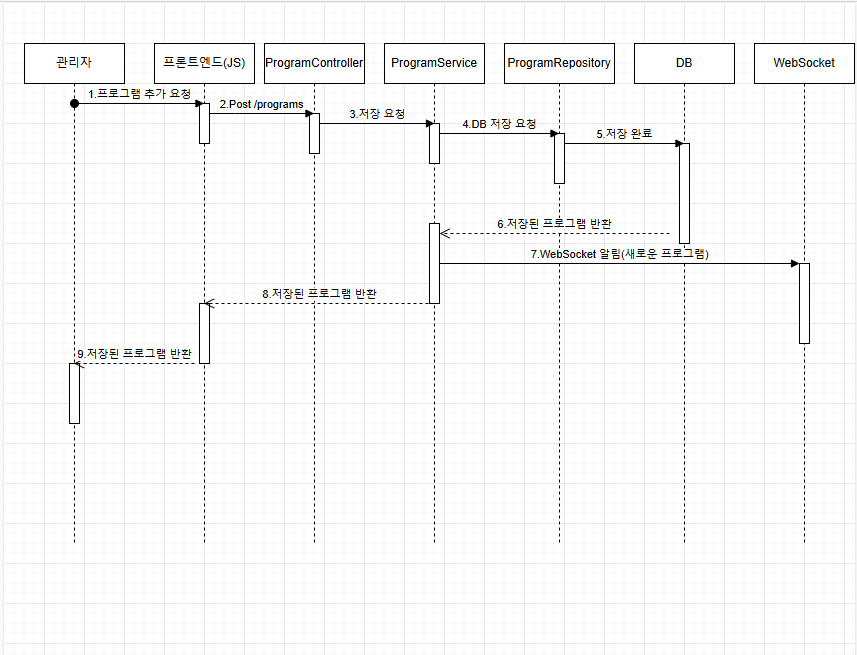 관리자
프론트엔드(JS)
ProgramController
ProgramService
ProgramRepository
DB
WebSocket
1.프로그램 추가 요청
2.Post /programs
3.저장 요청
4.DB 저장 요청
5.저장 완료
6.저장된 프로그램 반환
7.WebSocket 알림(새로운 프로그램)
8.저장된 프로그램 반환
9.저장된 프로그램 반환